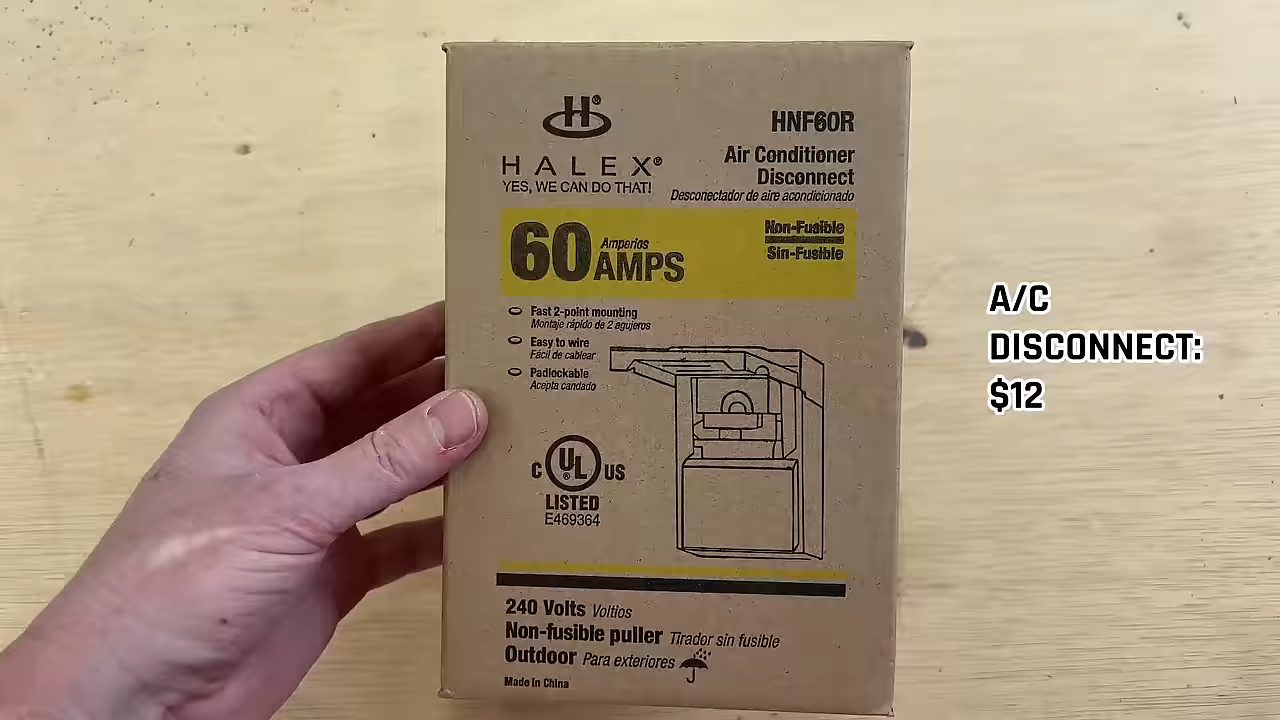 H®
HALEX®
YES, WE CAN DO THAT!
HNF60R
Air Conditioner
Disconnect
Desconectador de aire acondicionado
60 Amperios
AMPS
Non-Fusible
Sin-Fusible
Fast 2-point mounting
Montaje rápido de 2 agujeros
Easy to wire
Fácil de cablear
Padlockable
Acepta candado
C UL® US
LISTED
E469364
240 Volts Voltios
Non-fusible puller Tirador sin fusible
Outdoor Para exteriores
Made in China
A/C
DISCONNECT:
$12